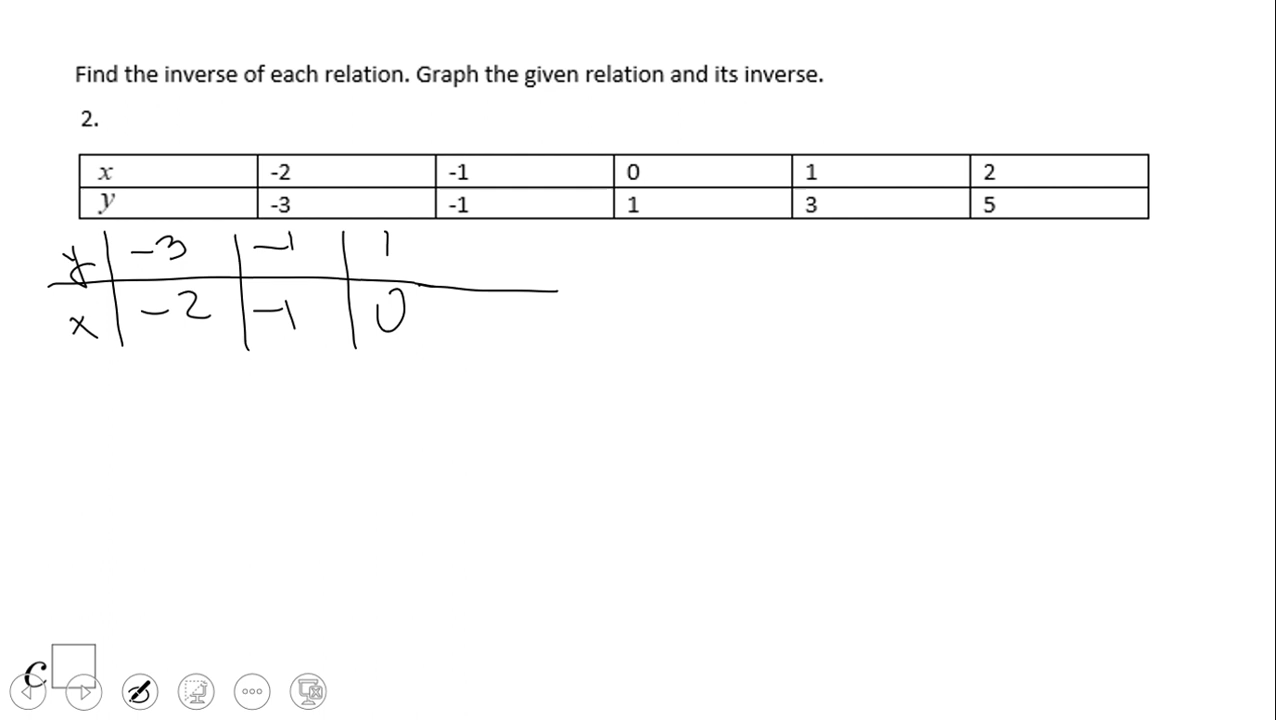 Find the inverse of each relation. Graph the given relation and its inverse.
2.
x -2 -1 0 1 2
y -3 -1 1 3 5
y -3 -1 1
x -2 -1 0
C